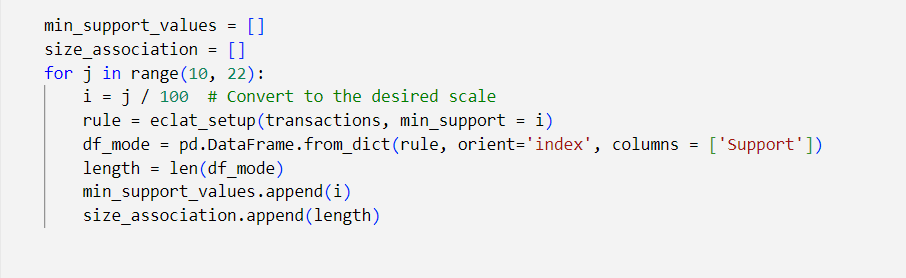 min_support_values = []
size_association = []
for j in range(10, 22):
    i = j / 100  # Convert to the desired scale
    rule = eclat_setup(transactions, min_support = i)
    df_mode = pd.DataFrame.from_dict(rule, orient='index', columns = ['Support'])
    length = len(df_mode)
    min_support_values.append(i)
    size_association.append(length)